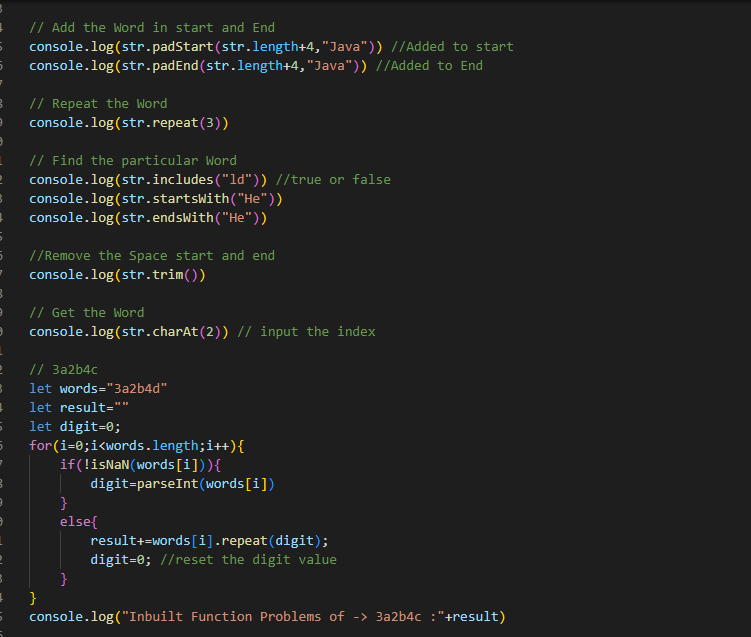 // Add the Word in start and End
console.log(str.padStart(str.length+4,"Java")) //Added to start
console.log(str.padEnd(str.length+4,"Java")) //Added to End
// Repeat the Word
console.log(str.repeat(3))
// Find the particular Word
console.log(str.includes("ld")) //true or false
console.log(str.startsWith("He"))
console.log(str.endsWith("He"))
//Remove the Space start and end
console.log(str.trim())
// Get the Word
console.log(str.charAt(2)) // input the index
// 3a2b4c
let words="3a2b4d"
let result=""
let digit=0;
for(i=0;i<words.length;i++){
    if(!isNaN(words[i])){
        digit=parseInt(words[i])
    }
    else{
        result+=words[i].repeat(digit);
        digit=0; //reset the digit value
    }
}
console.log("Inbuilt Function Problems of -> 3a2b4c :"+result)